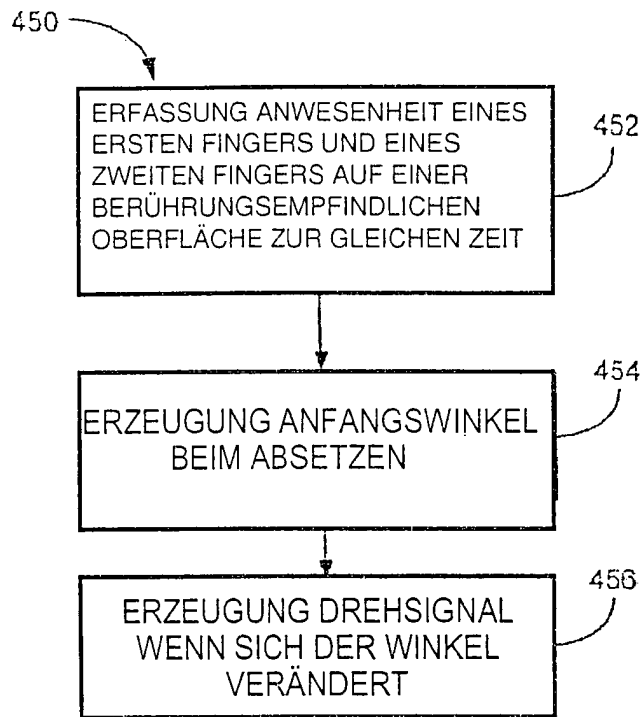 450
ERFASSUNG ANWESENHEIT EINES
ERSTEN FINGERS UND EINES
ZWEITEN FINGERS AUF EINER
BERÜHRUNGSEMPFINDLICHEN
OBERFLÄCHE ZUR GLEICHEN ZEIT
452
ERZEUGUNG ANFANGSWINKEL
BEIM ABSETZEN
454
ERZEUGUNG DREHSIGNAL
WENN SICH DER WINKEL
VERÄNDERT
456